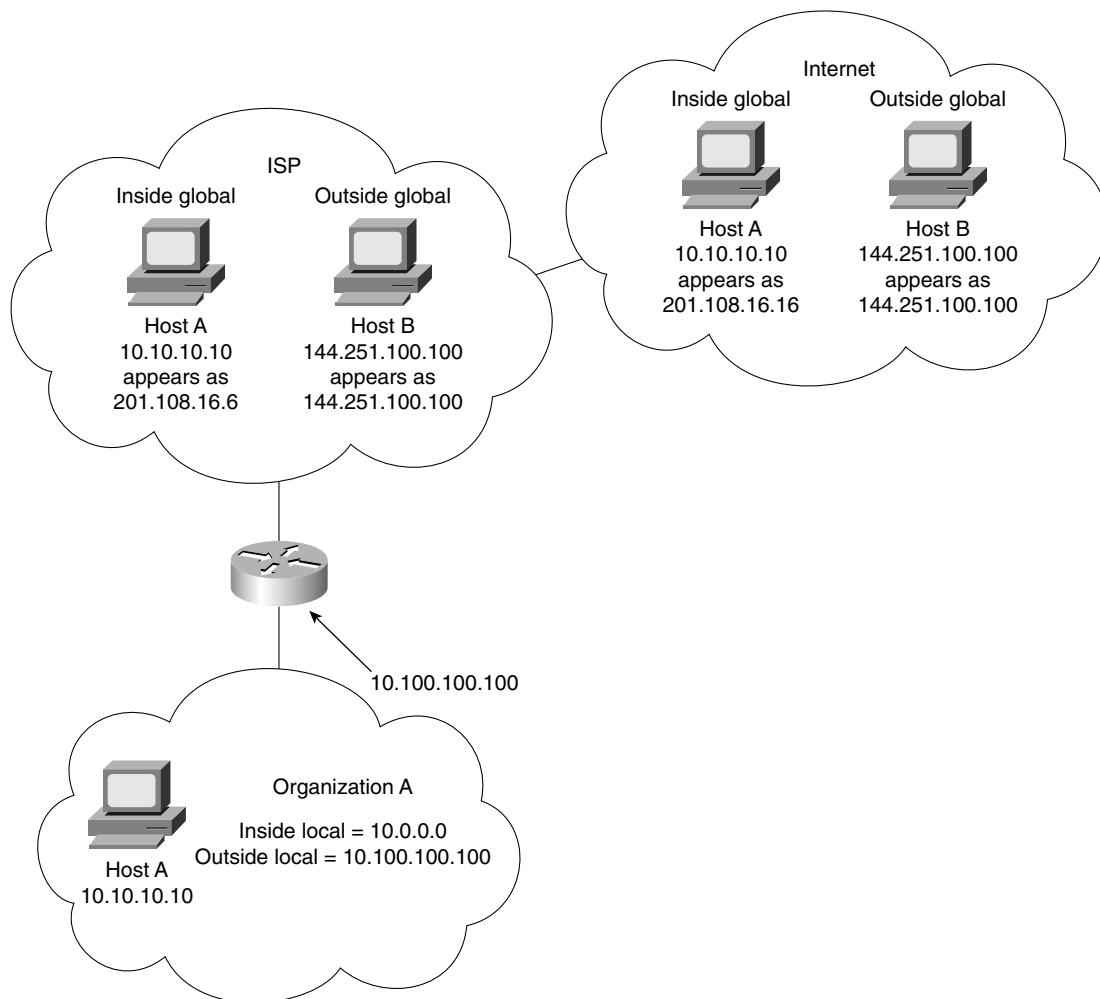 Internet
Inside global
Outside global
Host A
10.10.10.10
appears as
201.108.16.16
Host B
144.251.100.100
appears as
144.251.100.100
ISP
Inside global
Outside global
Host A
10.10.10.10
appears as
201.108.16.6
Host B
144.251.100.100
appears as
144.251.100.100
10.100.100.100
Organization A
Inside local = 10.0.0.0
Outside local = 10.100.100.100
Host A
10.10.10.10